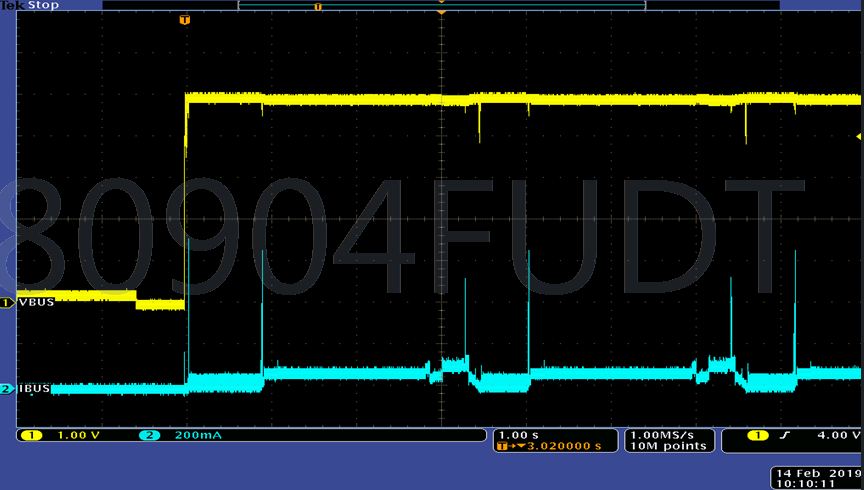 Tek Stop
T
T
80904FUDT
1 VBUS
2 IBUS
1 1.00 V 2 200mA 1.00 s 1.00MS/s 1 4.00 V
T→▼3.020000 s 10M points
14 Feb 2019
10:10:11